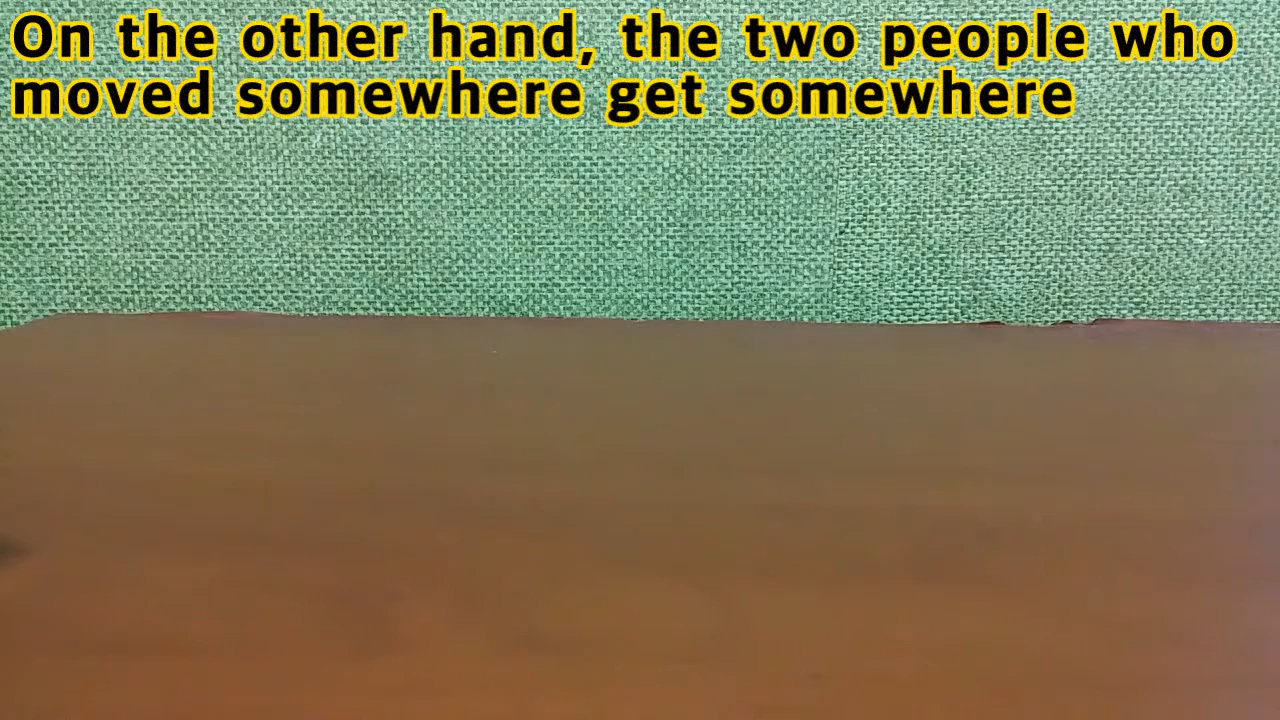 On the other hand, the two people who
moved somewhere get somewhere